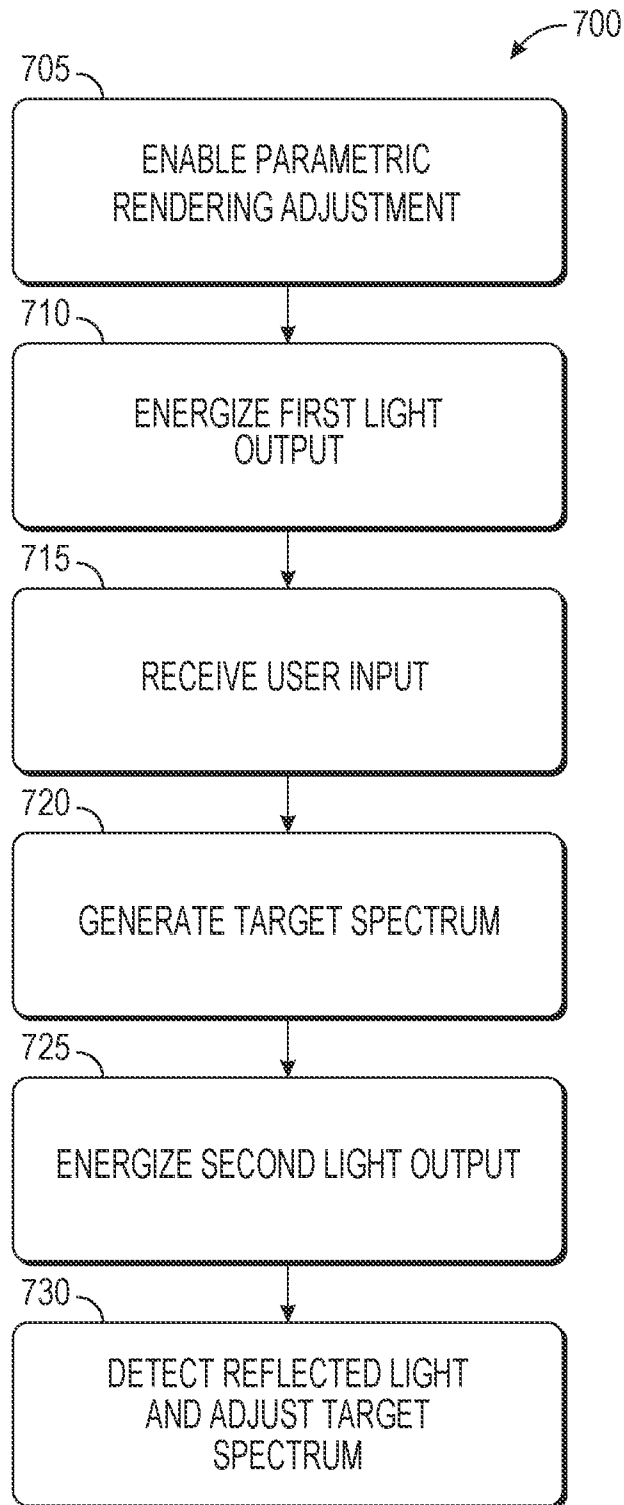 700
705
ENABLE PARAMETRIC
RENDERING ADJUSTMENT
710
ENERGIZE FIRST LIGHT
OUTPUT
715
RECEIVE USER INPUT
720
GENERATE TARGET SPECTRUM
725
ENERGIZE SECOND LIGHT OUTPUT
730
DETECT REFLECTED LIGHT
AND ADJUST TARGET
SPECTRUM